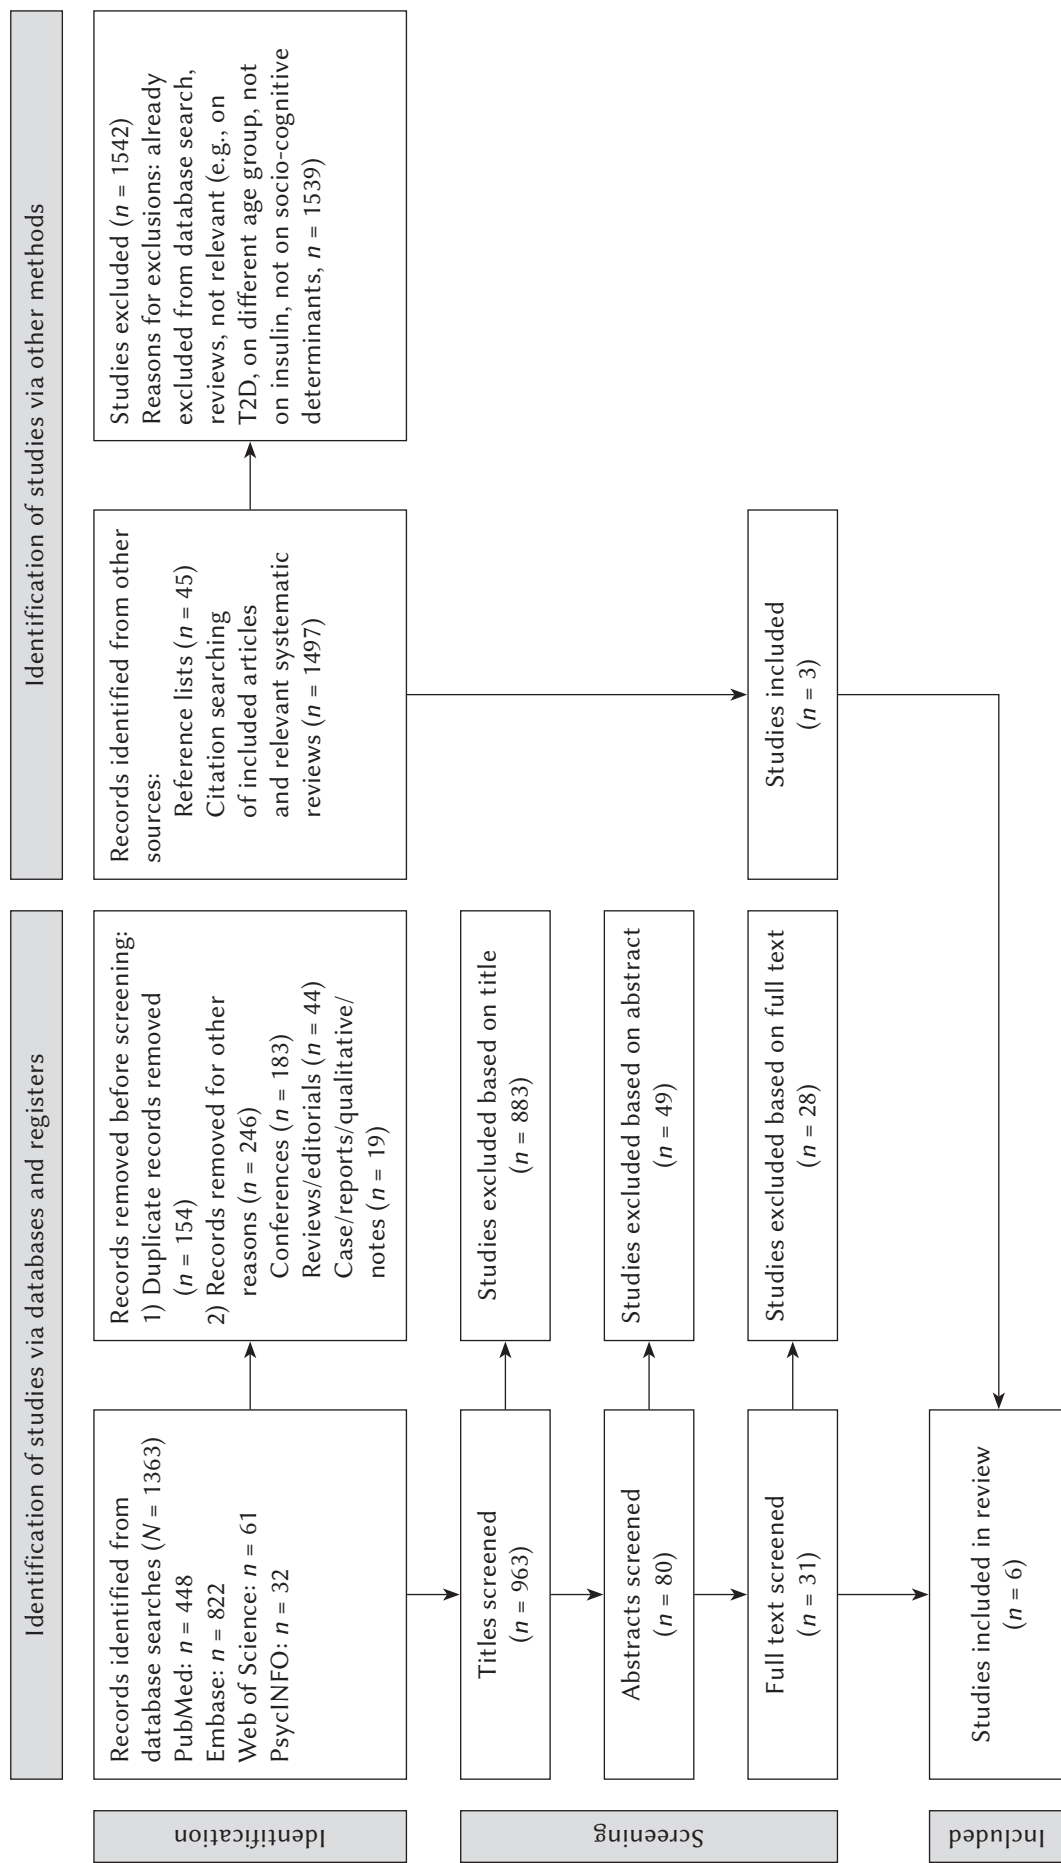 Identification of studies via databases and registers
Identification of studies via other methods
Identification
Records identified from
database searches (N = 1363)
PubMed: n = 448
Embase: n = 822
Web of Science: n = 61
PsycINFO: n = 32
Records removed before screening:
1) Duplicate records removed
(n = 154)
2) Records removed for other
reasons (n = 246)
Conferences (n = 183)
Reviews/editorials (n = 44)
Case/reports/qualitative/
notes (n = 19)
Records identified from other
sources:
Reference lists (n = 45)
Citation searching
of included articles
and relevant systematic
reviews (n = 1497)
Studies excluded (n = 1542)
Reasons for exclusions: already
excluded from database search,
reviews, not relevant (e.g., on
T2D, on different age group, not
on insulin, not on socio-cognitive
determinants, n = 1539)
Screening
Titles screened
(n = 963)
Studies excluded based on title
(n = 883)
Abstracts screened
(n = 80)
Studies excluded based on abstract
(n = 49)
Full text screened
(n = 31)
Studies excluded based on full text
(n = 28)
Studies included
(n = 3)
Included
Studies included in review
(n = 6)